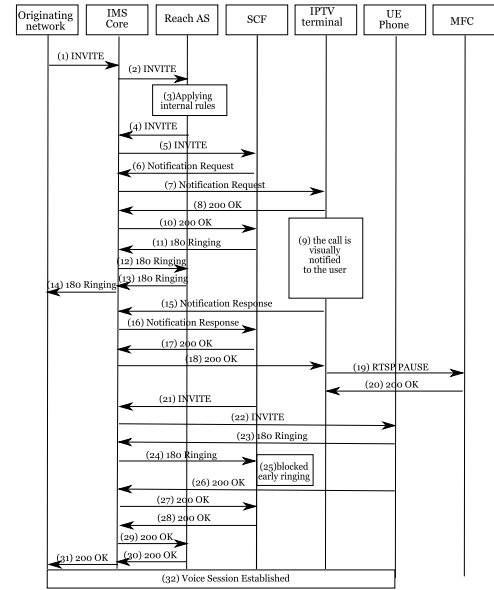 Originating
network
IMS
Core
Reach AS
SCF
IPTV
terminal
UE
Phone
MFC
(1) INVITE
(2) INVITE
(3)Applying
internal rules
(4) INVITE
(5) INVITE
(6) Notification Request
(7) Notification Request
(8) 200 OK
(10) 200 OK
(9) the call is
visually
notified
to the user
(11) 180 Ringing
(12) 180 Ringing
(13) 180 Ringing
(14) 180 Ringing
(15) Notification Response
(16) Notification Response
(17) 200 OK
(18) 200 OK
(19) RTSP PAUSE
(20) 200 OK
(21) INVITE
(22) INVITE
(23) 180 Ringing
(24) 180 Ringing
(25)blocked
early ringing
(26) 200 OK
(27) 200 OK
(28) 200 OK
(29) 200 OK
(30) 200 OK
(31) 200 OK
(32) Voice Session Established